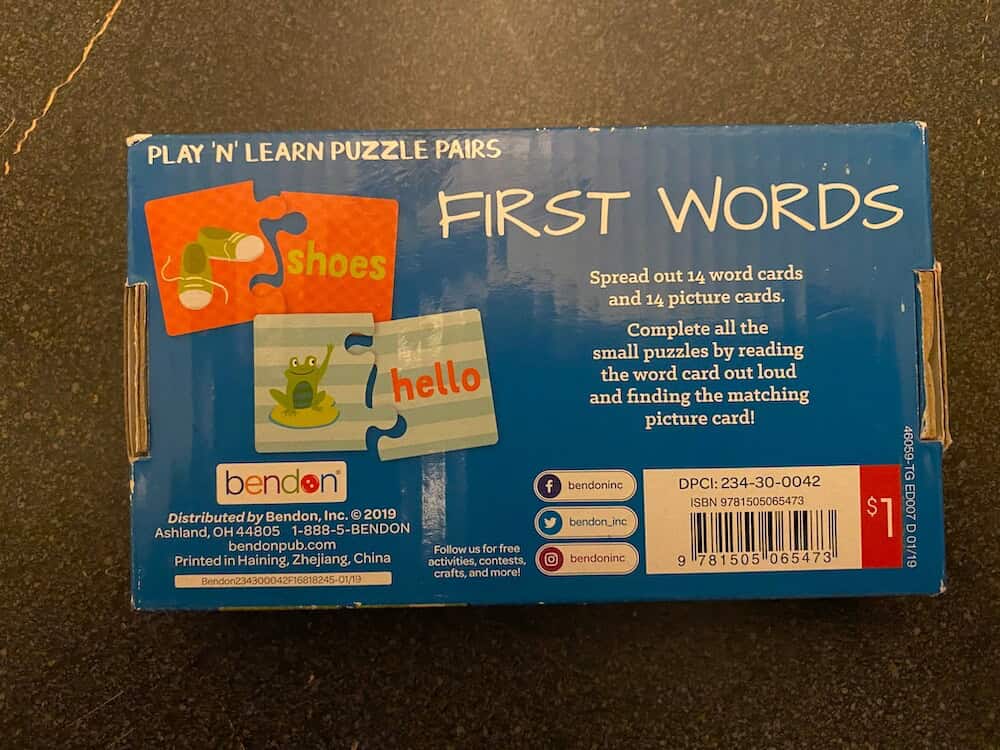 PLAY 'N' LEARN PUZZLE PAIRS
FIRST WORDS
shoes
hello
Spread out 14 word cards
and 14 picture cards.
Complete all the
small puzzles by reading
the word card out loud
and finding the matching
picture card!
bendon
Distributed by Bendon, Inc. © 2019
Ashland, OH 44805 1-888-5-BENDON
bendonpub.com
Printed in Haining, Zhejiang, China
Bendon234300042F16818245-01/19
Follow us for free
activities, contests,
crafts, and more!
bendoninc
bendon_inc
bendoninc
DPCI: 234-30-0042
ISBN 9781505065473
9 781505 065473
$1
46059-TG ED007 D 01/19